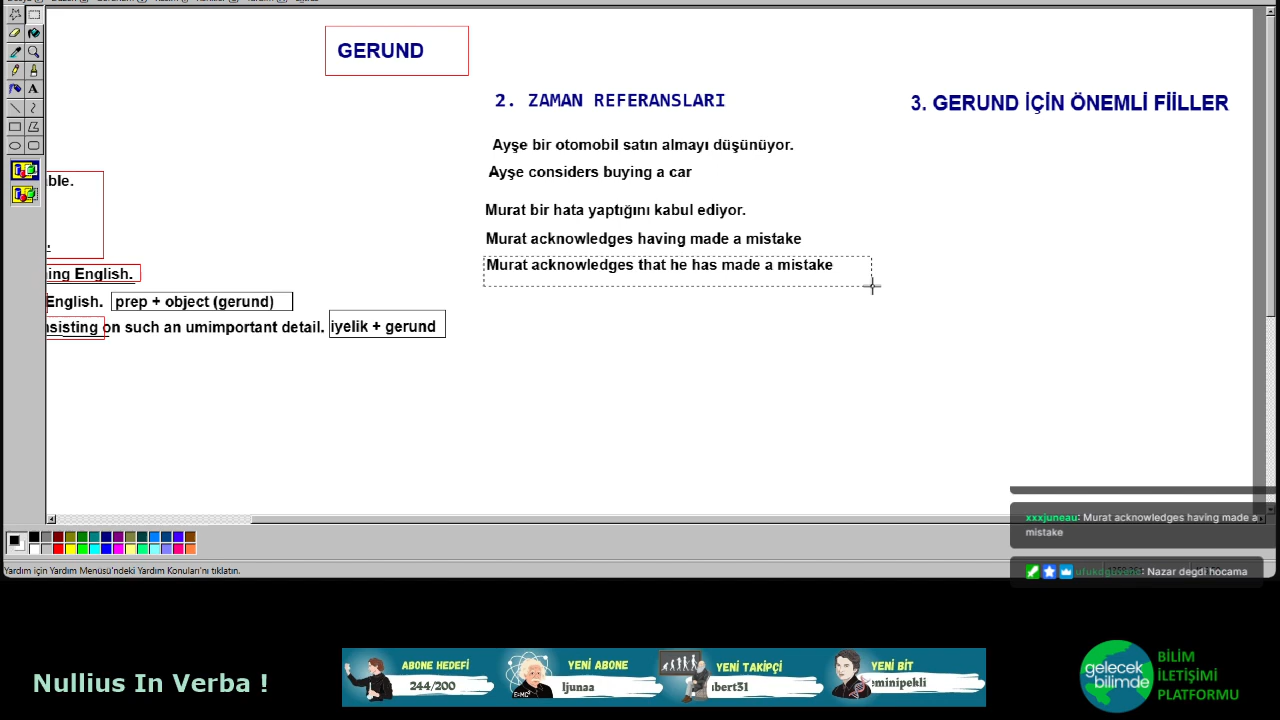 GERUND
2. ZAMAN REFERANSLARI
3. GERUND İÇİN ÖNEMLİ FİİLLER
Ayşe bir otomobil satın almayı düşünüyor.
Ayşe considers buying a car
Murat bir hata yaptığını kabul ediyor.
Murat acknowledges having made a mistake
Murat acknowledges that he has made a mistake
English. prep + object (gerund)
on such an umimportant detail. iyelik + gerund
English.
xxxjuneau: Murat acknowledges having made a
mistake
Nazar degdi hocama
Yardım için Yardım Menüsü'ndeki Yardım Konuları'nı tıklatın.
Nullius In Verba !
ABONE HEDEFİ
244/200
E=MC²
YENİ ABONE
ljunaa
YENİ TAKİPÇİ
YENİ BİT
gelecek
bilimde
BİLİM
İLETİŞİMİ
PLATFORMU